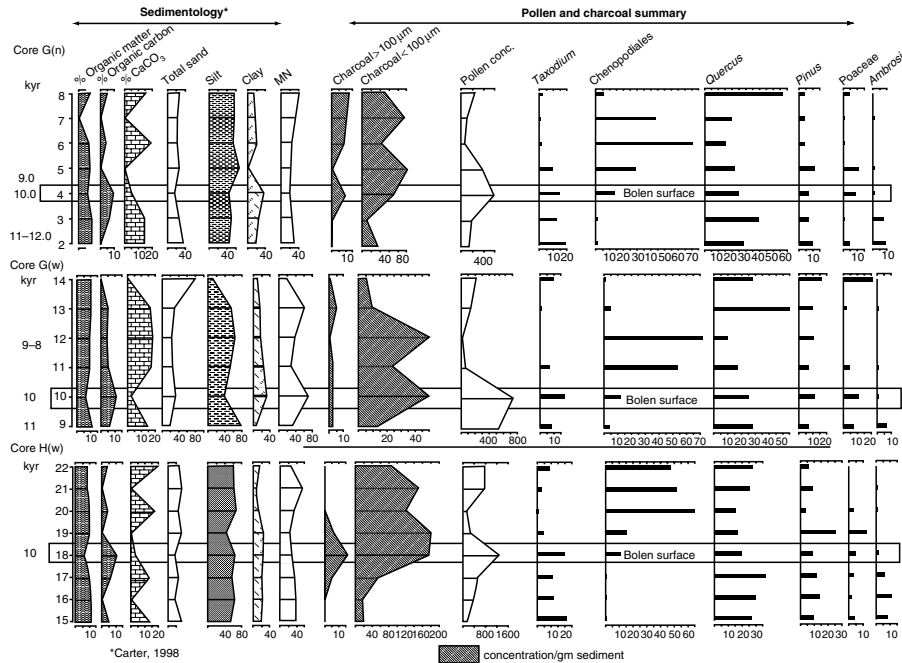 Sedimentology* Pollen and charcoal summary
Core G(n)
kyr
% Organic matter % Organic carbon % CaCO3 Total sand Silt Clay MN Charcoal > 100 μm Charcoal < 100 μm Pollen conc. Taxodium Chenopodiales Quercus Pinus Poaceae Ambrosi
8
7
6
9.0 5
10.0 4 Bolen surface
3
11–12.0 2
10 10 1020 40 40 40 40 10 40 80 400 1020 10 20 30 10 50 60 70 10 20 30 40 50 60 10 10 10
Core G(w)
kyr 14
13
9–8 12
11
10 10 Bolen surface
11 9
10 10 1020 40 80 40 80 40 40 80 10 20 40 400 800 10 20 10 20 30 40 50 60 70 10 20 30 40 50 10 20 10 20 10
Core H(w)
kyr 22
21
20
19
10 18 Bolen surface
17
16
15
10 10 10 20 40 40 80 40 40 10 40 80 120 160 200 800 1600 10 20 10 20 30 40 50 60 10 20 30 10 20 30 10 10
*Carter, 1998 concentration/gm sediment